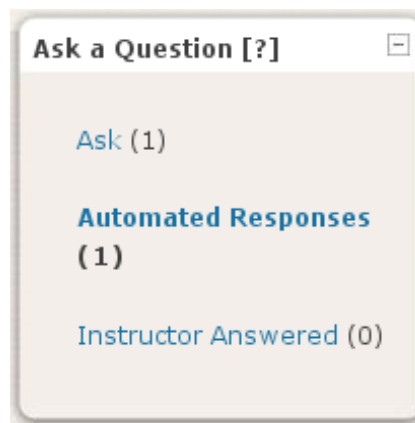 Ask a Question [?]
Ask (1)
Automated Responses
(1)
Instructor Answered (0)